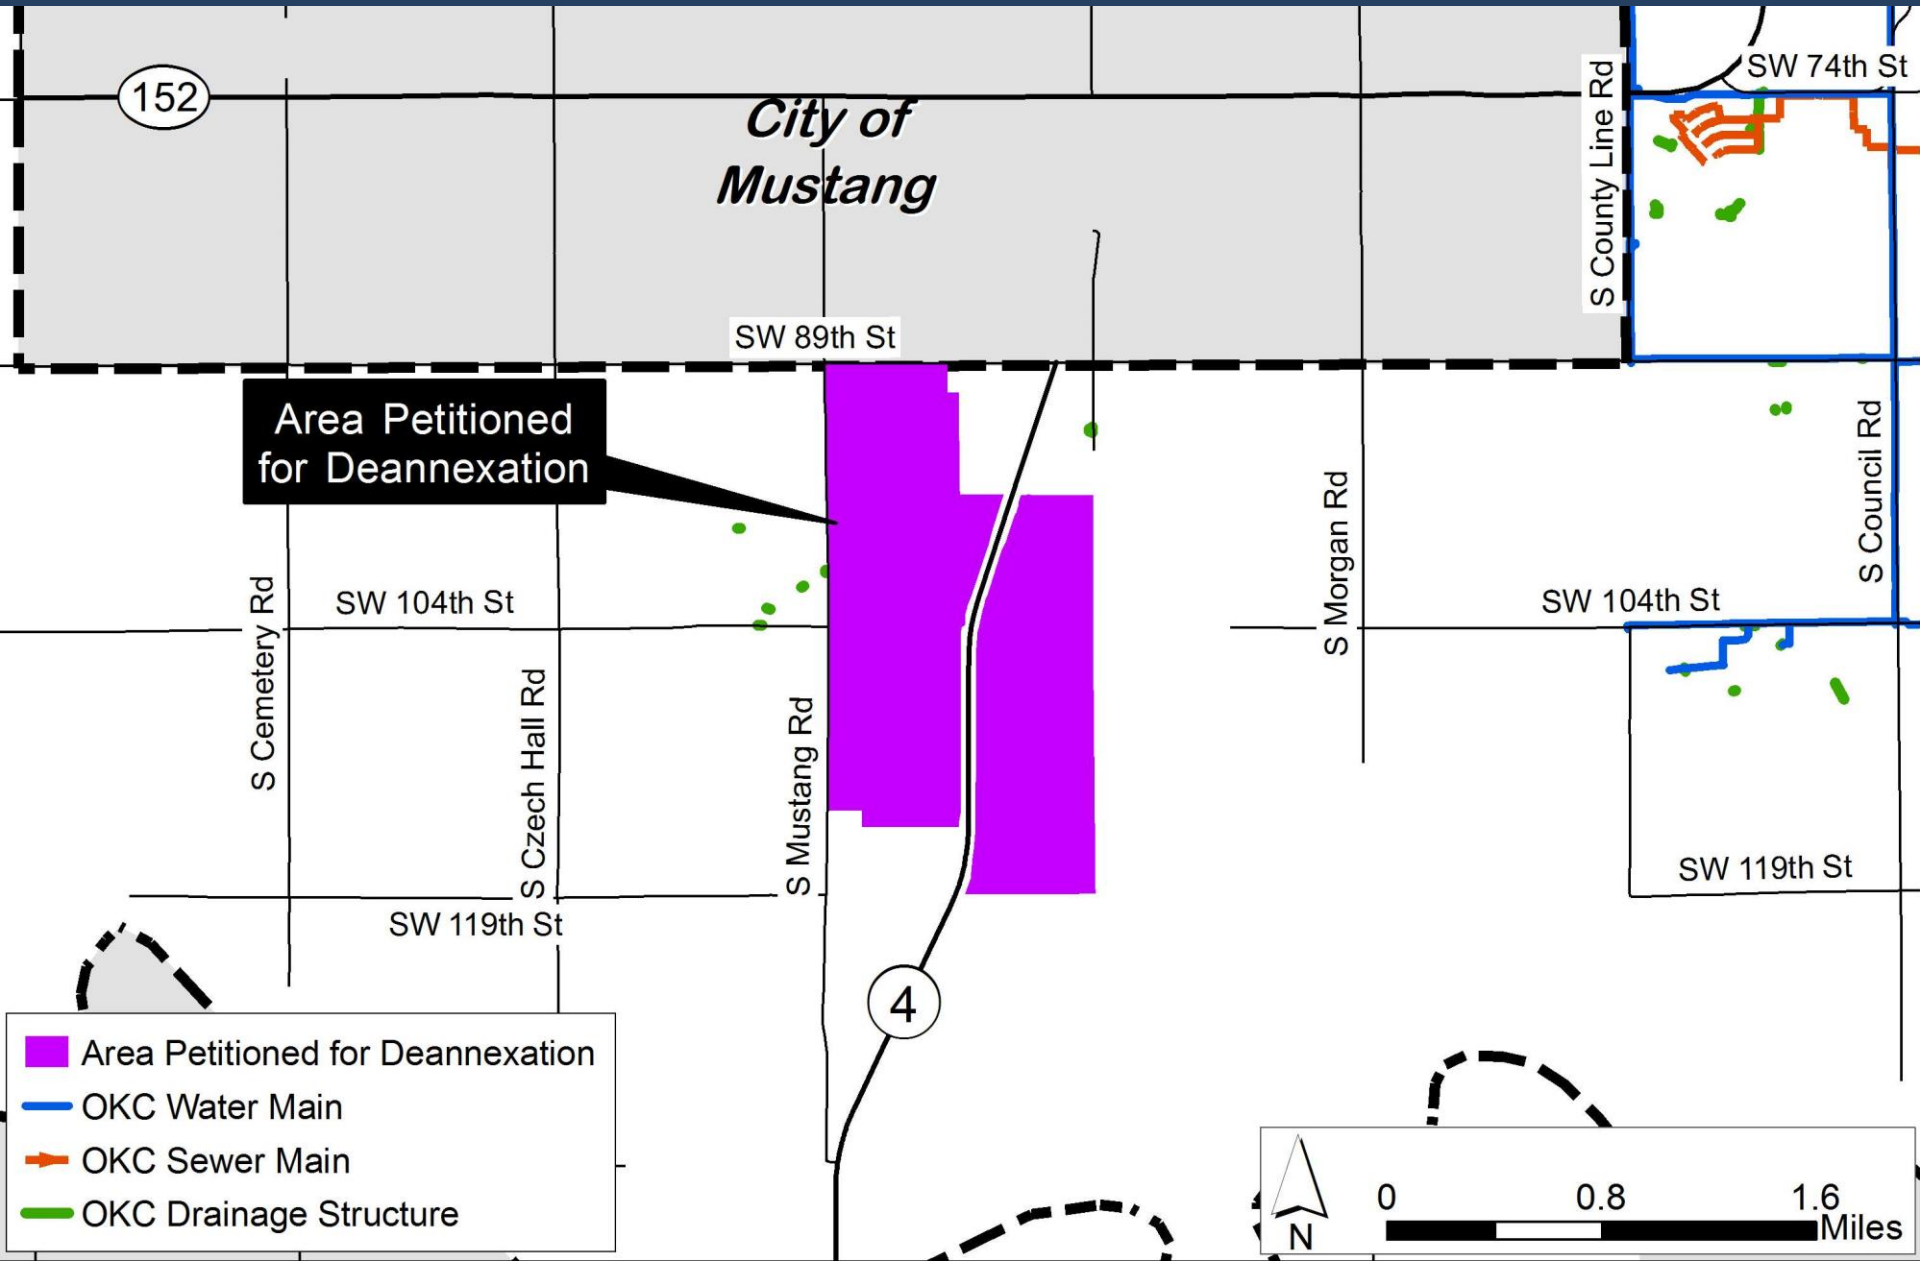 SW 74th St
152
City of
Mustang
S County Line Rd
SW 89th St
Area Petitioned
for Deannexation
S Council Rd
S Morgan Rd
SW 104th St
SW 104th St
S Cemetery Rd
S Czech Hall Rd
S Mustang Rd
SW 119th St
SW 119th St
4
Area Petitioned for Deannexation
OKC Water Main
OKC Sewer Main
OKC Drainage Structure
N
0 0.8 1.6
Miles